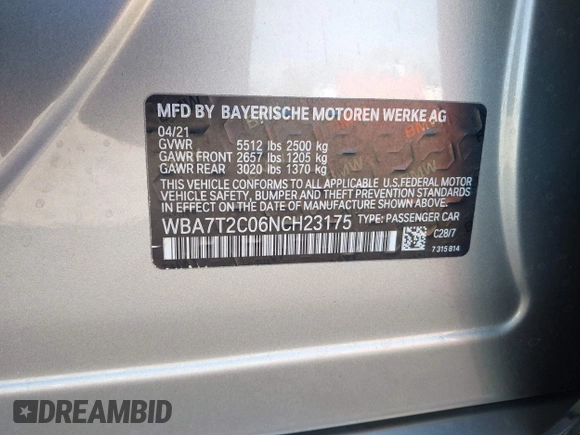 MFD BY BAYERISCHE MOTOREN WERKE AG
04/21
GVWR 5512 lbs 2500 kg
GAWR FRONT 2657 lbs 1205 kg
GAWR REAR 3020 lbs 1370 kg
THIS VEHICLE CONFORMS TO ALL APPLICABLE U.S.FEDERAL MOTOR
VEHICLE SAFETY, BUMPER AND THEFT PREVENTION STANDARDS
IN EFFECT ON THE DATE OF MANUFACTURE SHOWN ABOVE.
WBA7T2C06NCH23175 TYPE: PASSENGER CAR
C28/7
7 315 814
DREAMBID